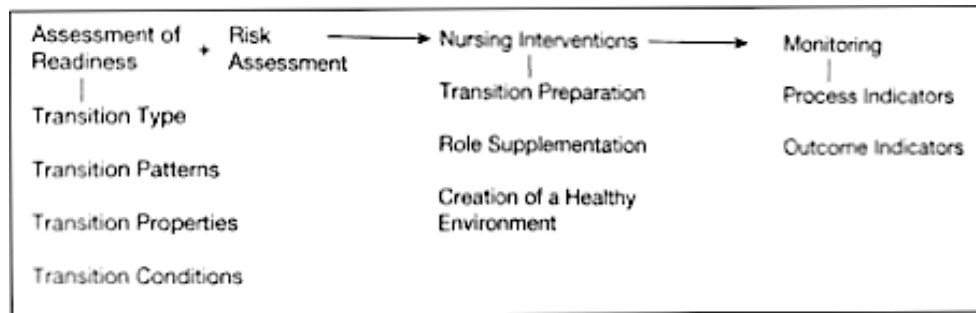 Assessment of
Readiness
+
Risk
Assessment
Transition Type
Transition Patterns
Transition Properties
Transition Conditions
Nursing Interventions
Transition Preparation
Role Supplementation
Creation of a Healthy
Environment
Monitoring
Process Indicators
Outcome Indicators